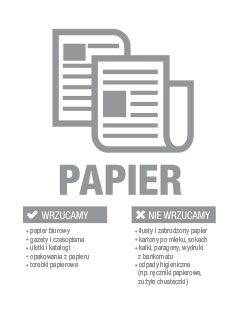 PAPIER
WRZUCAMY
• papier biurowy
• gazety i czasopisma
• ulotki i katalogi
• opakowania z papieru
• torebki papierowe
NIE WRZUCAMY
• tłusty i zabrudzony papier
• kartony po mleku, sokach
• kalki, paragony, wydruki
z bankomatu
• odpady higieniczne
(np. ręczniki papierowe,
zużyte chusteczki)